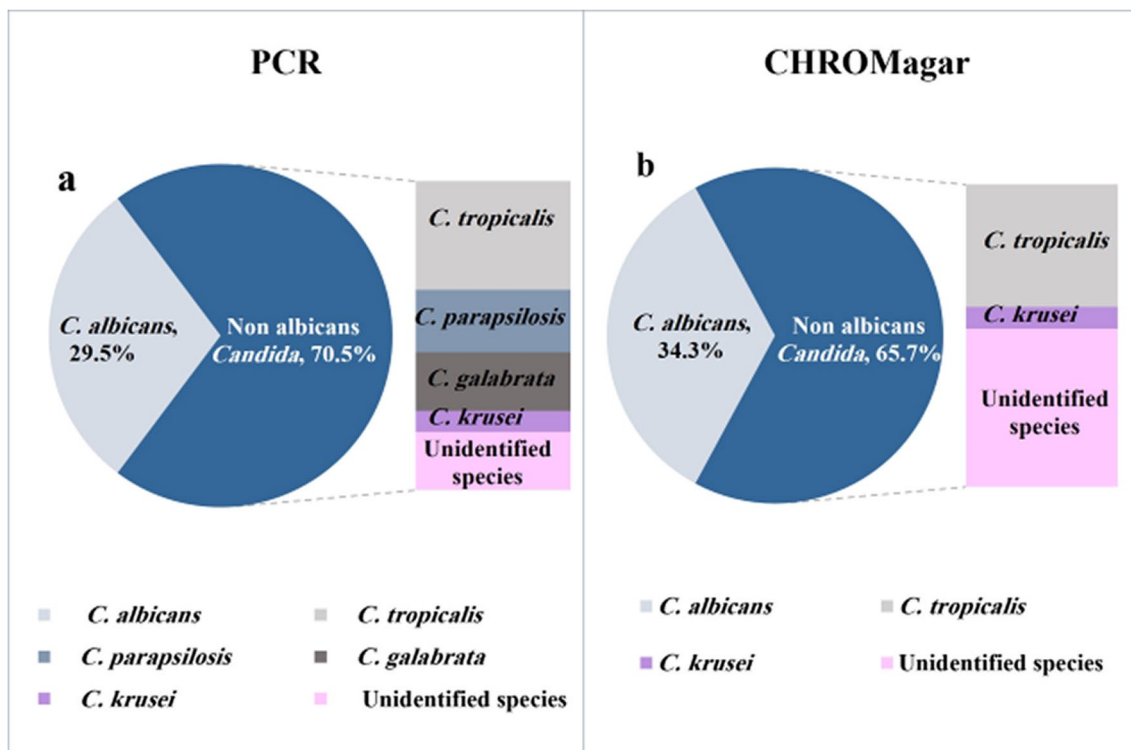 PCR
a
C. albicans,
29.5%
Non albicans
Candida, 70.5%
C. tropicalis
C. parapsilosis
C. galabrata
C. krusei
Unidentified
species
C. albicans
C. tropicalis
C. parapsilosis
C. galabrata
C. krusei
Unidentified species
CHROMagar
b
C. albicans,
34.3%
Non albicans
Candida, 65.7%
C. tropicalis
C. krusei
Unidentified
species
C. albicans
C. tropicalis
C. krusei
Unidentified species